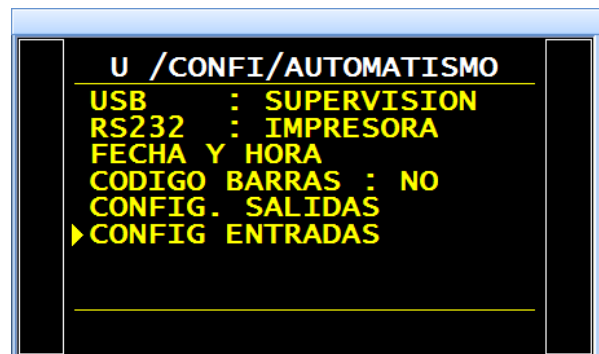 U /CONFI/AUTOMATISMO
USB : SUPERVISION
RS232 : IMPRESORA
FECHA Y HORA
CODIGO BARRAS : NO
CONFIG. SALIDAS
CONFIG ENTRADAS